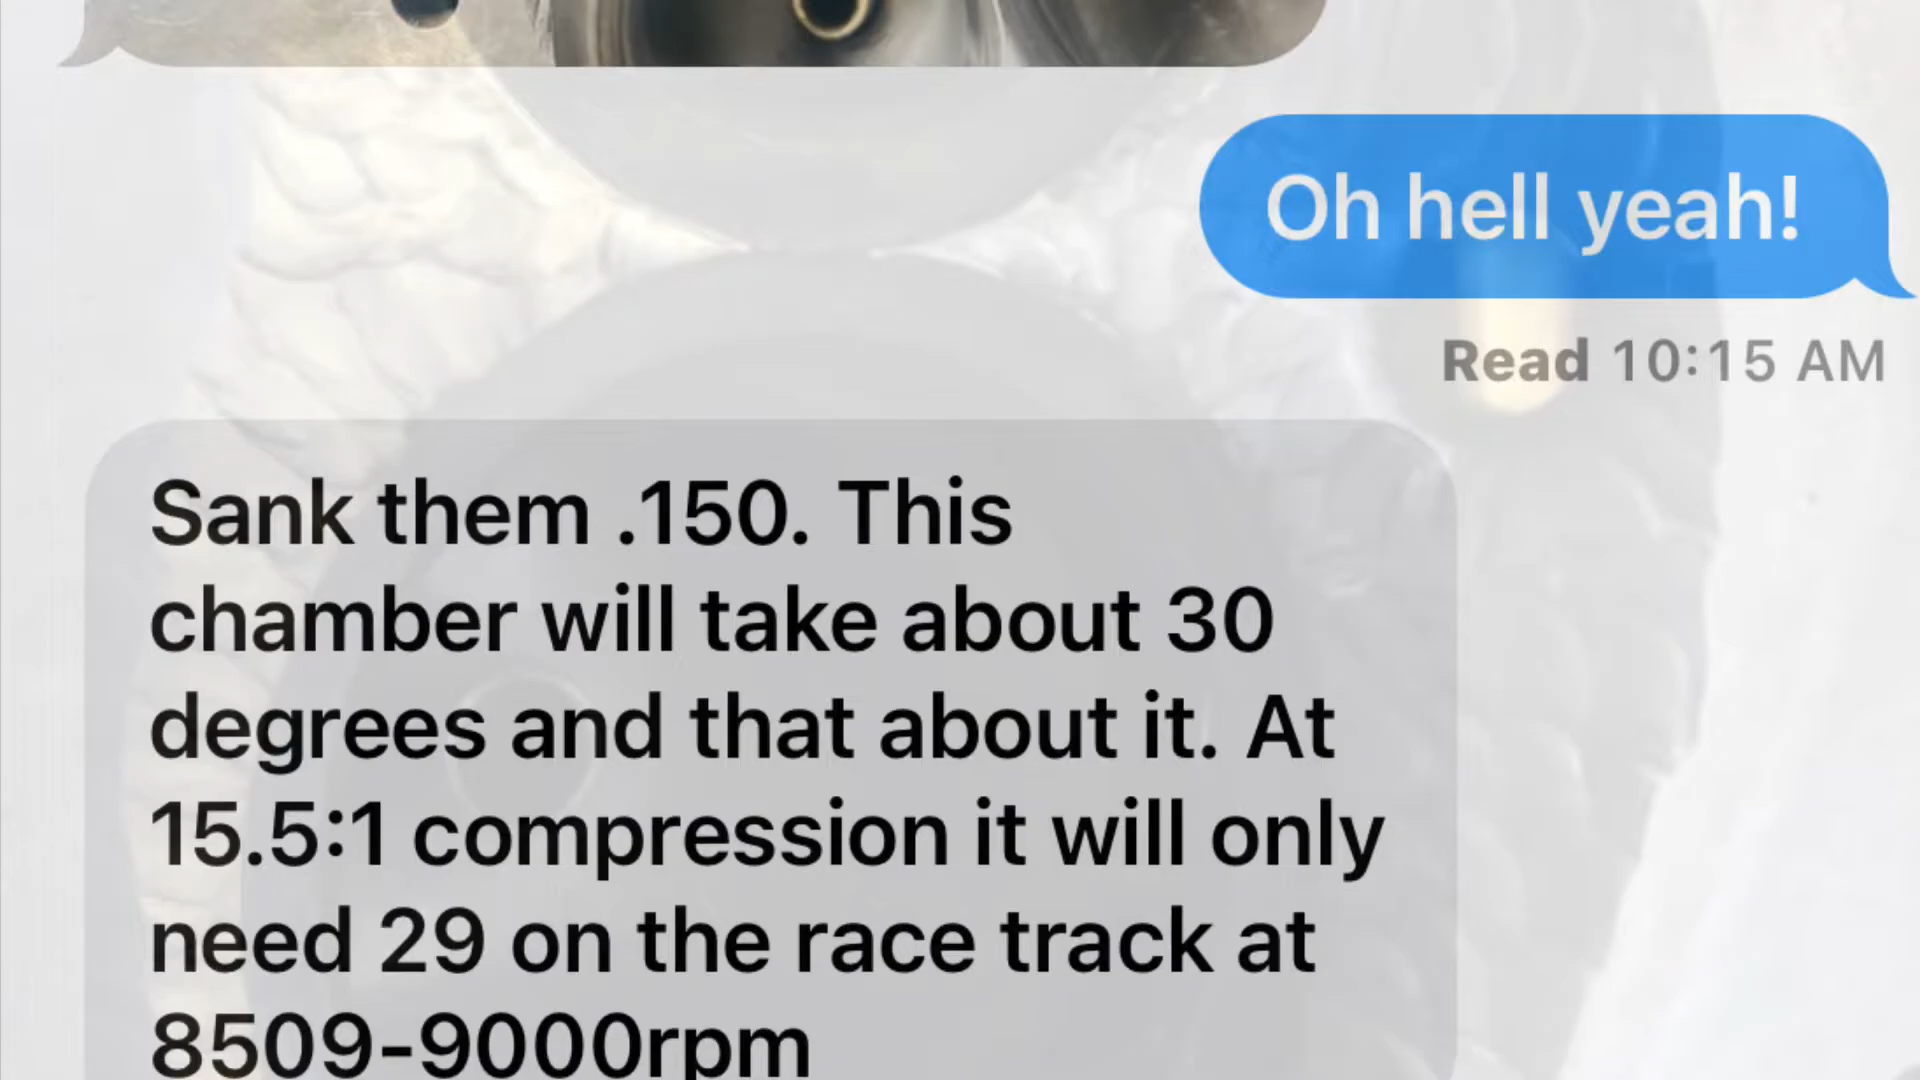 Oh hell yeah!
Read 10:15 AM
Sank them .150. This
chamber will take about 30
degrees and that about it. At
15.5:1 compression it will only
need 29 on the race track at
8509-9000rpm